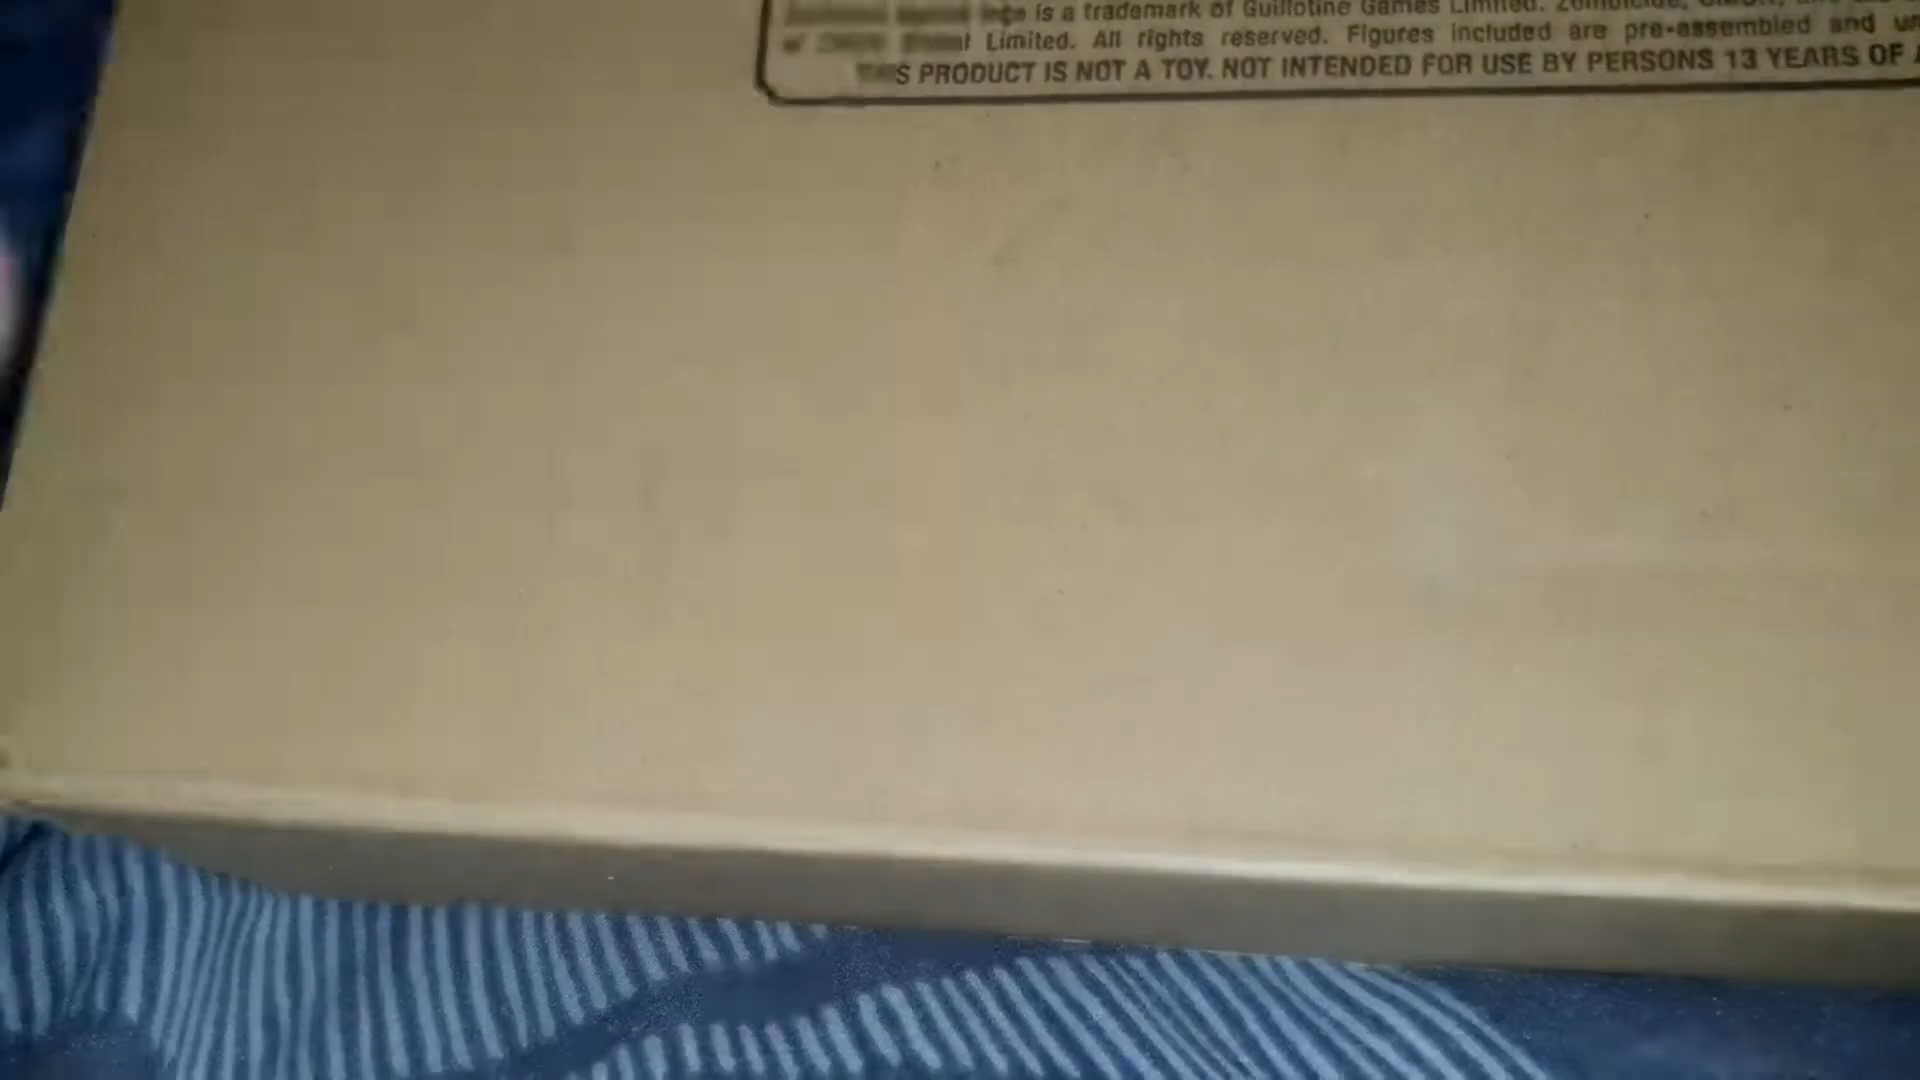 is a trademark of Guillotine Games Limited. Zombicide,
Limited. All rights reserved. Figures included are pre-assembled and
PRODUCT IS NOT A TOY. NOT INTENDED FOR USE BY PERSONS 13 YEARS OF